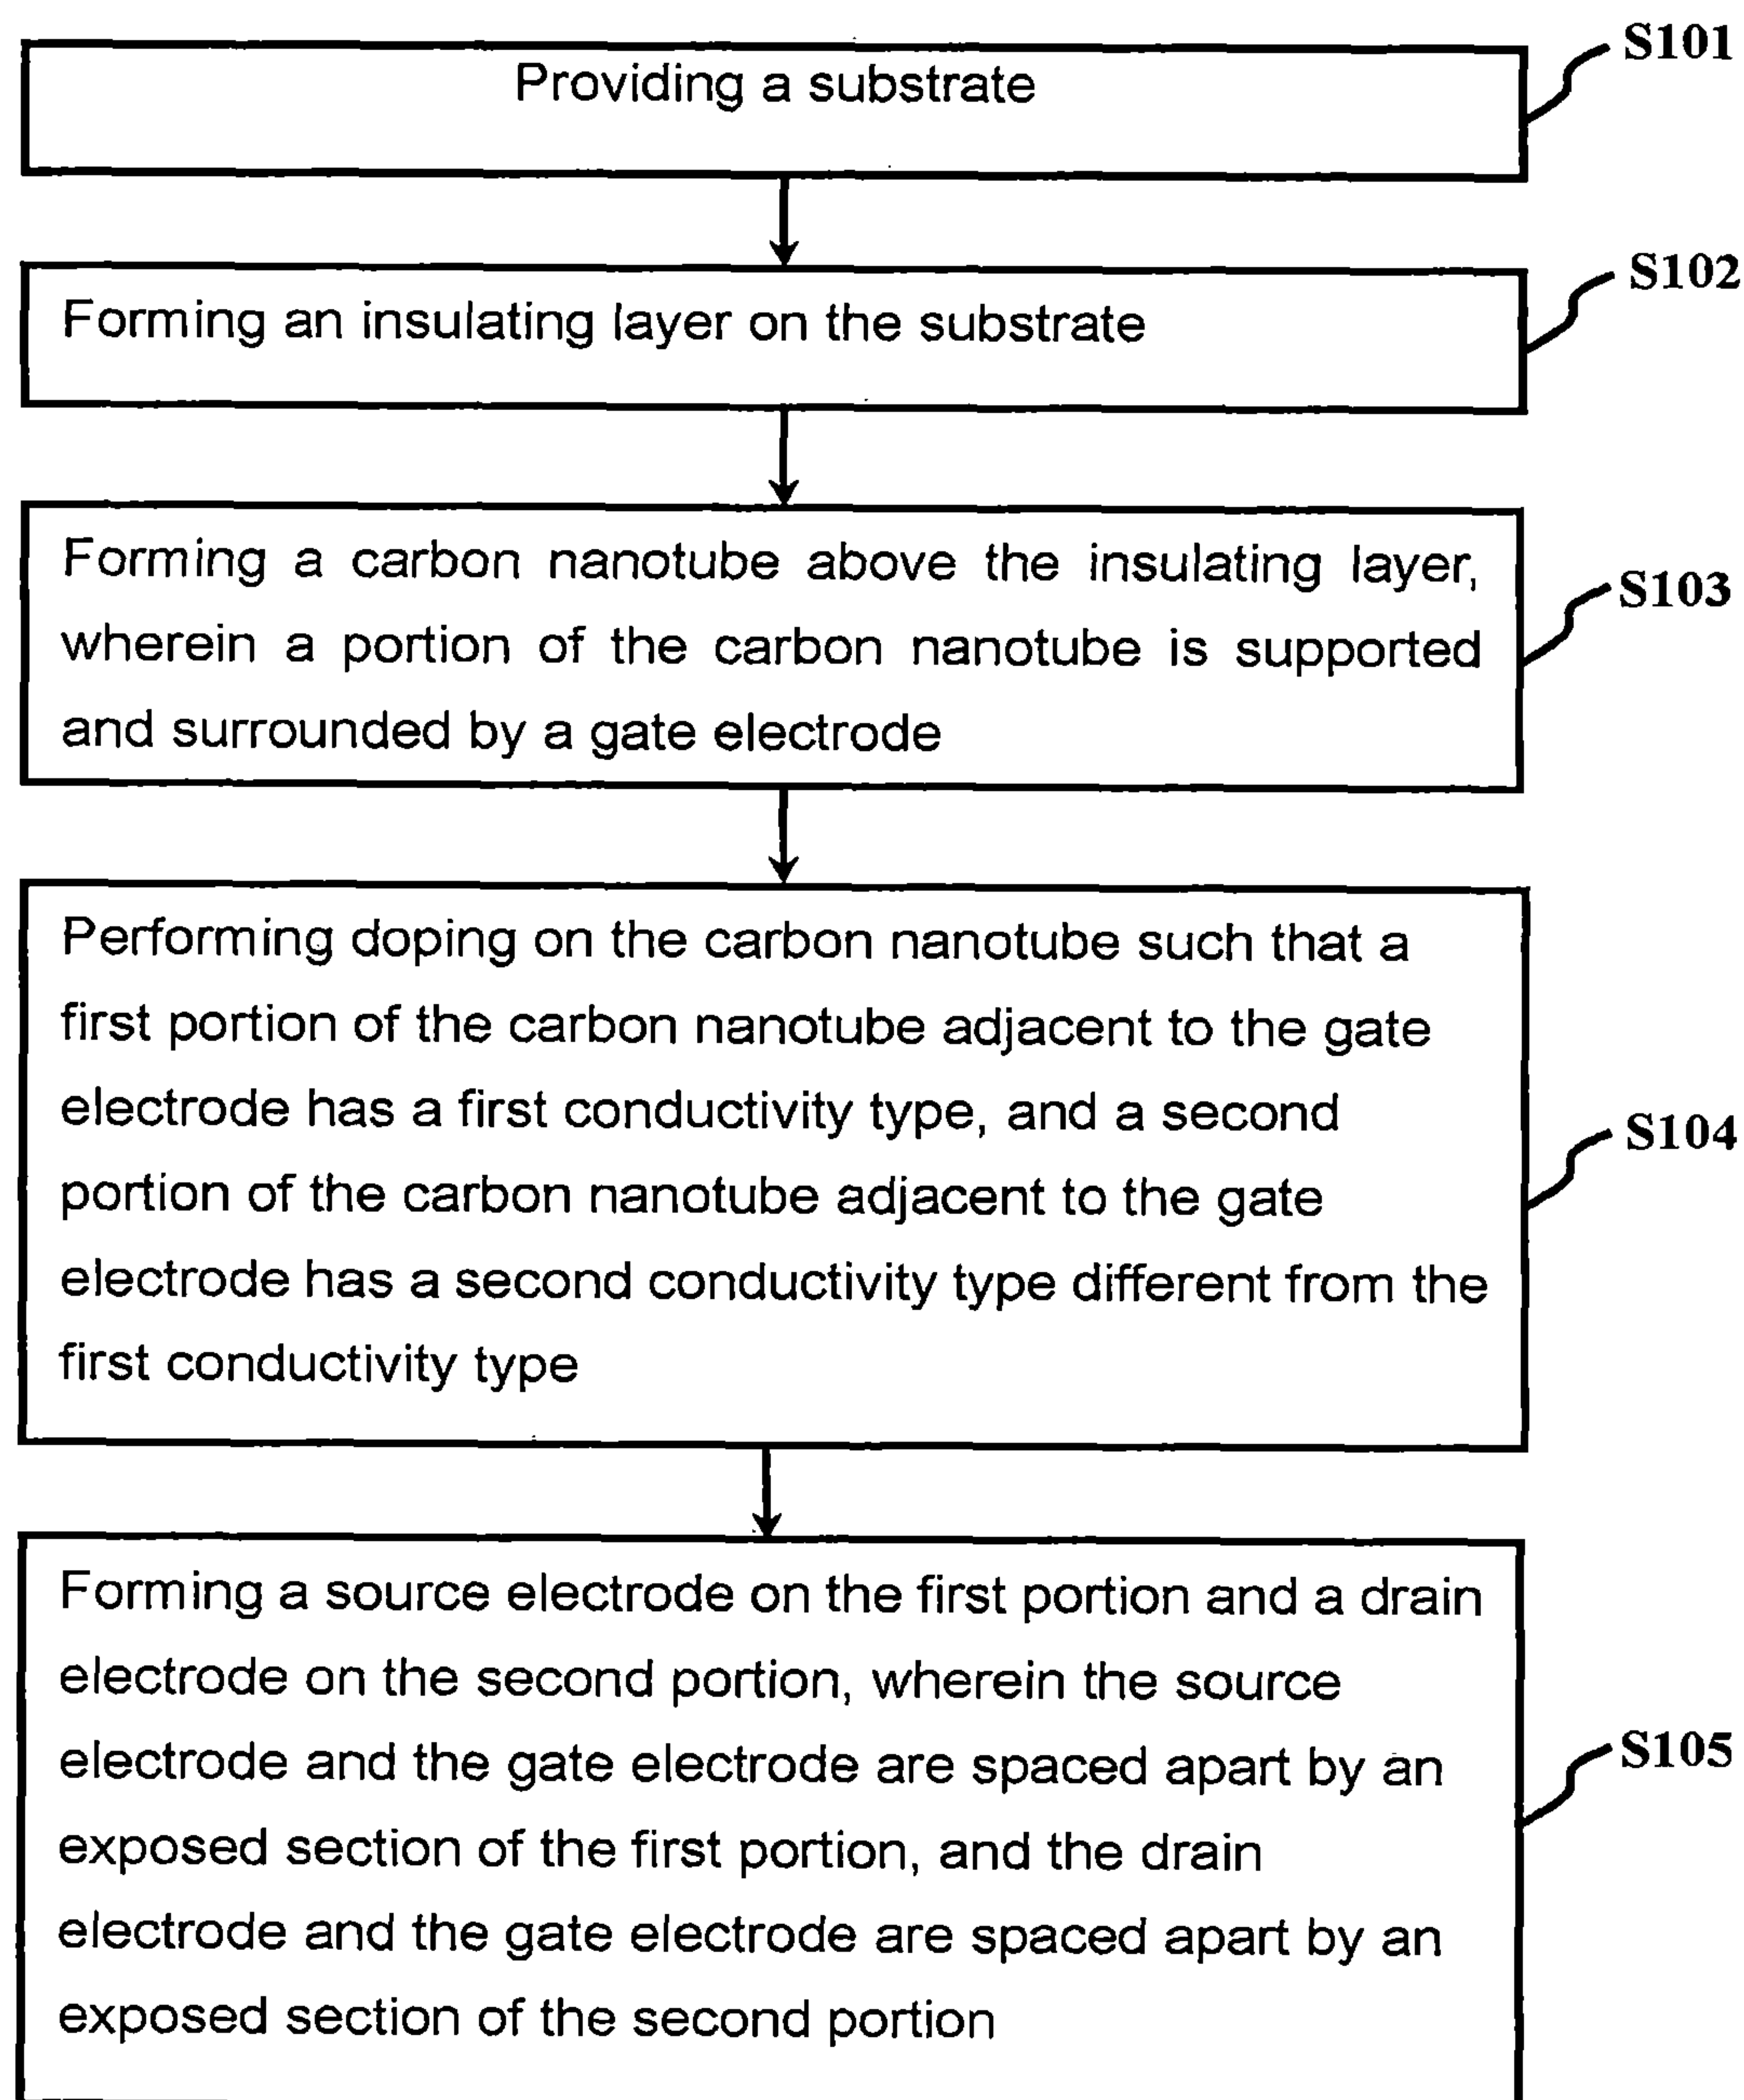 S101
Providing a substrate
S102
Forming an insulating layer on the substrate
Forming a carbon nanotube above the insulating layer,
S103
wherein a portion of the carbon nanotube is supported
and surrounded by a gate electrode
Performing doping on the carbon nanotube such that a
first portion of the carbon nanotube adjacent to the gate
electrode has a first conductivity type, and a second
S104
portion of the carbon nanotube adjacent to the gate
electrode has a second conductivity type different from the
first conductivity type
Forming a source electrode on the first portion and a drain
electrode on the second portion, wherein the source
S105
electrode and the gate electrode are spaced apart by an
exposed section of the first portion, and the drain
electrode and the gate electrode are spaced apart by an
exposed section of the second portion